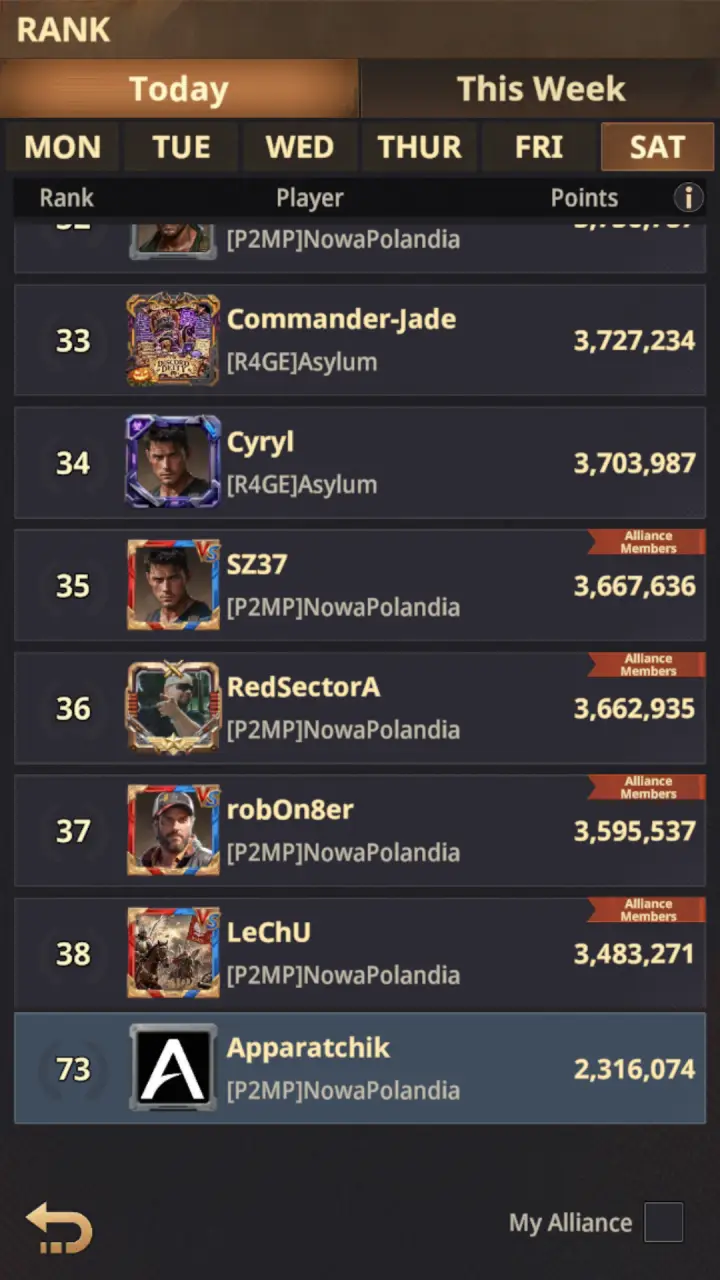 RANK
Today
This Week
MON TUE WED THUR FRI SAT
Rank Player Points i
[P2MP]NowaPolandia
33
Commander-Jade
[R4GE]Asylum
3,727,234
34
Cyryl
[R4GE]Asylum
3,703,987
Alliance
Members
35
VS
SZ37
[P2MP]NowaPolandia
3,667,636
Alliance
Members
36
RedSectorA
[P2MP]NowaPolandia
3,662,935
Alliance
Members
37
VS
robOn8er
[P2MP]NowaPolandia
3,595,537
Alliance
Members
38
VS
LeChU
[P2MP]NowaPolandia
3,483,271
73
A
Apparatchik
[P2MP]NowaPolandia
2,316,074
My Alliance